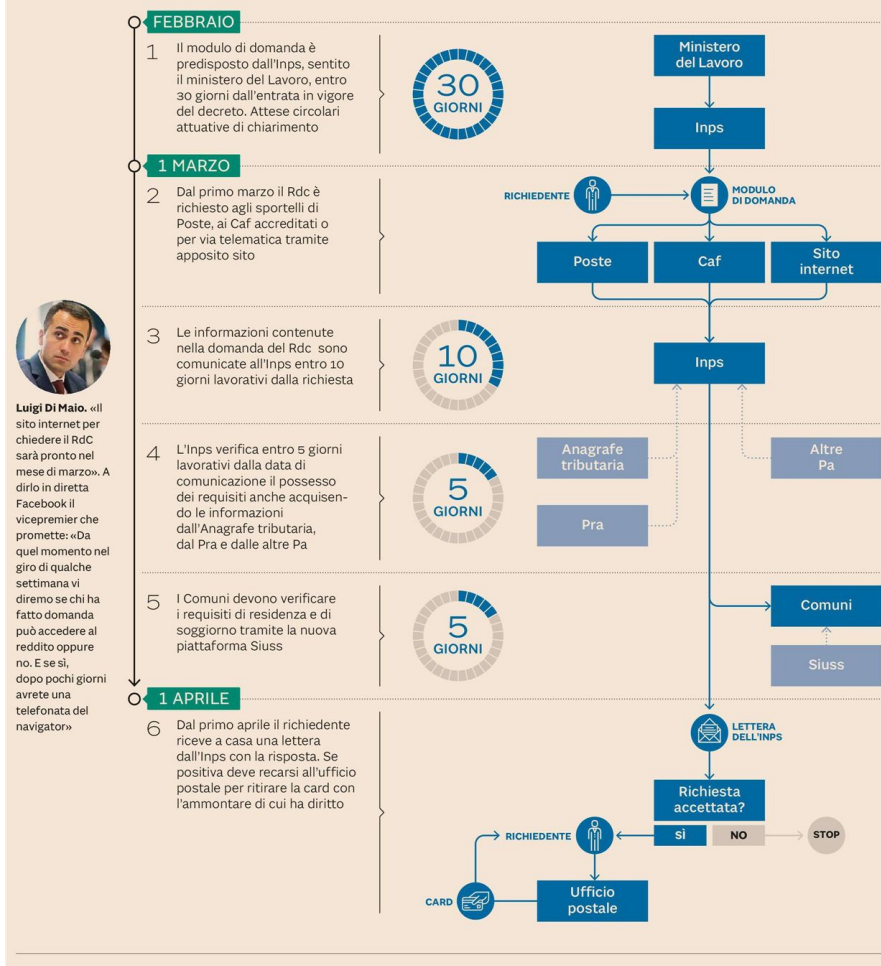 FEBBRAIO
1
Il modulo di domanda è
predisposto dall'Inps, sentito
il ministero del Lavoro, entro
30 giorni dall'entrata in vigore
del decreto. Attese circolari
attuative di chiarimento
30
GIORNI
Ministero
del Lavoro
Inps
1 MARZO
2
Dal primo marzo il Rdc è
richiesto agli sportelli di
Poste, ai Caf accreditati o
per via telematica tramite
apposito sito
RICHIEDENTE
MODULO
DI DOMANDA
Poste
Caf
Sito
internet
3
Le informazioni contenute
nella domanda del Rdc sono
comunicate all'Inps entro 10
giorni lavorativi dalla richiesta
10
GIORNI
Inps
Luigi Di Maio. «Il
sito internet per
chiedere il RdC
sarà pronto nel
mese di marzo». A
dirlo in diretta
Facebook il
vicepremier che
promette: «Da
quel momento nel
giro di qualche
settimana vi
diremo se chi ha
fatto domanda
può accedere al
reddito oppure
no. E se sì,
dopo pochi giorni
avrete una
telefonata del
navigator»
4
L'Inps verifica entro 5 giorni
lavorativi dalla data di
comunicazione il possesso
dei requisiti anche acquisen-
do le informazioni
dall'Anagrafe tributaria,
dal Pra e dalle altre Pa
5
GIORNI
Anagrafe
tributaria
Altre
Pa
Pra
5
I Comuni devono verificare
i requisiti di residenza e di
soggiorno tramite la nuova
piattaforma Siuss
5
GIORNI
Comuni
Siuss
1 APRILE
6
Dal primo aprile il richiedente
riceve a casa una lettera
dall'Inps con la risposta. Se
positiva deve recarsi all'ufficio
postale per ritirare la card con
l'ammontare di cui ha diritto
LETTERA
DELL'INPS
Richiesta
accettata?
SÌ
NO
STOP
RICHIEDENTE
CARD
Ufficio
postale